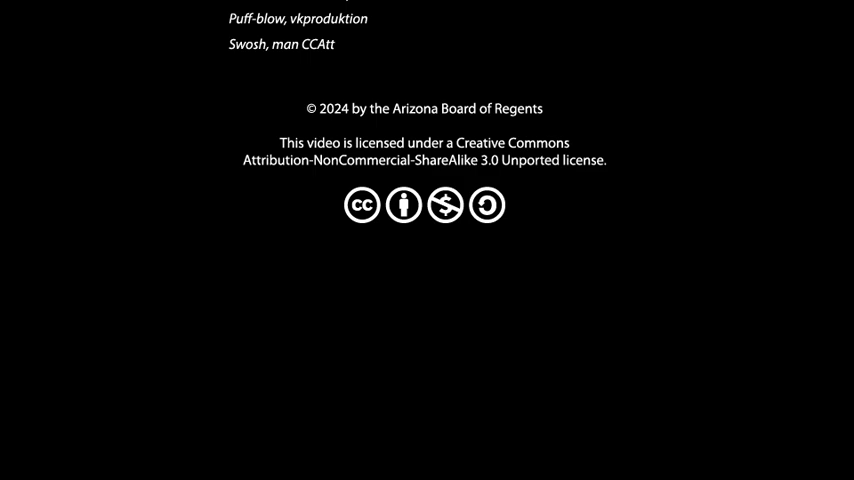 Puff-blow, vkproduktion
Swosh, man CCAtt
© 2024 by the Arizona Board of Regents
This video is licensed under a Creative Commons
Attribution-NonCommercial-ShareAlike 3.0 Unported license.
cc